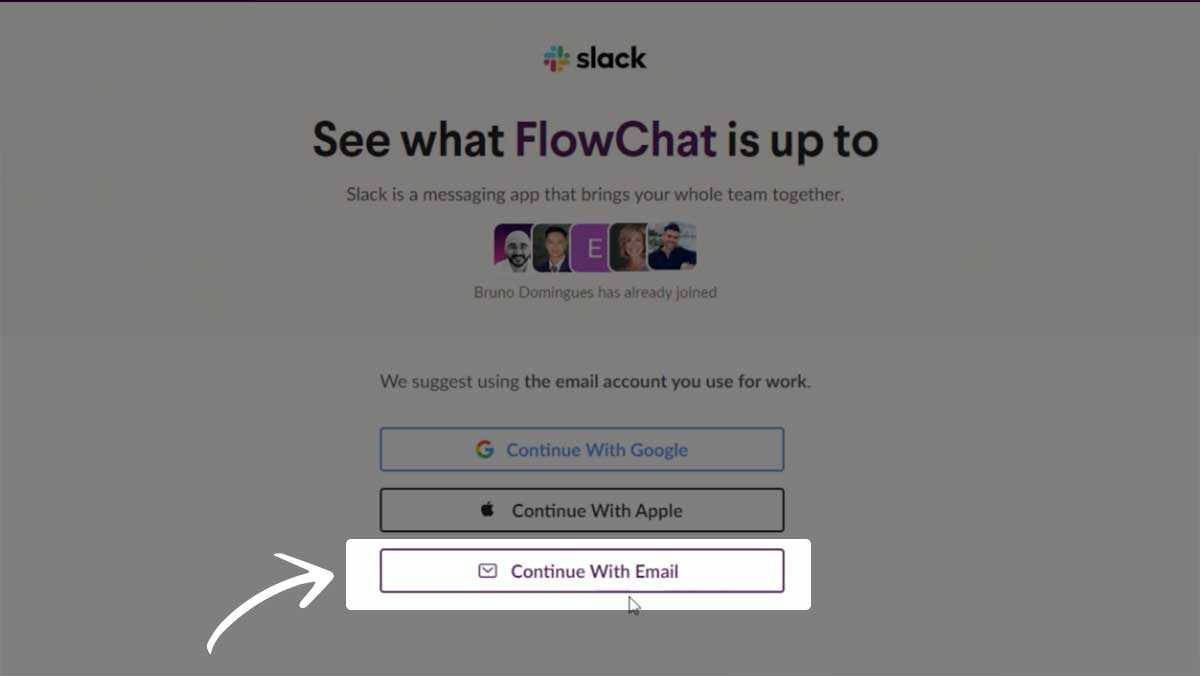 slack
See what FlowChat is up to
Slack is a messaging app that brings your whole team together.
E
Bruno Domingues has already joined
We suggest using the email account you use for work.
Continue With Google
Continue With Apple
Continue With Email